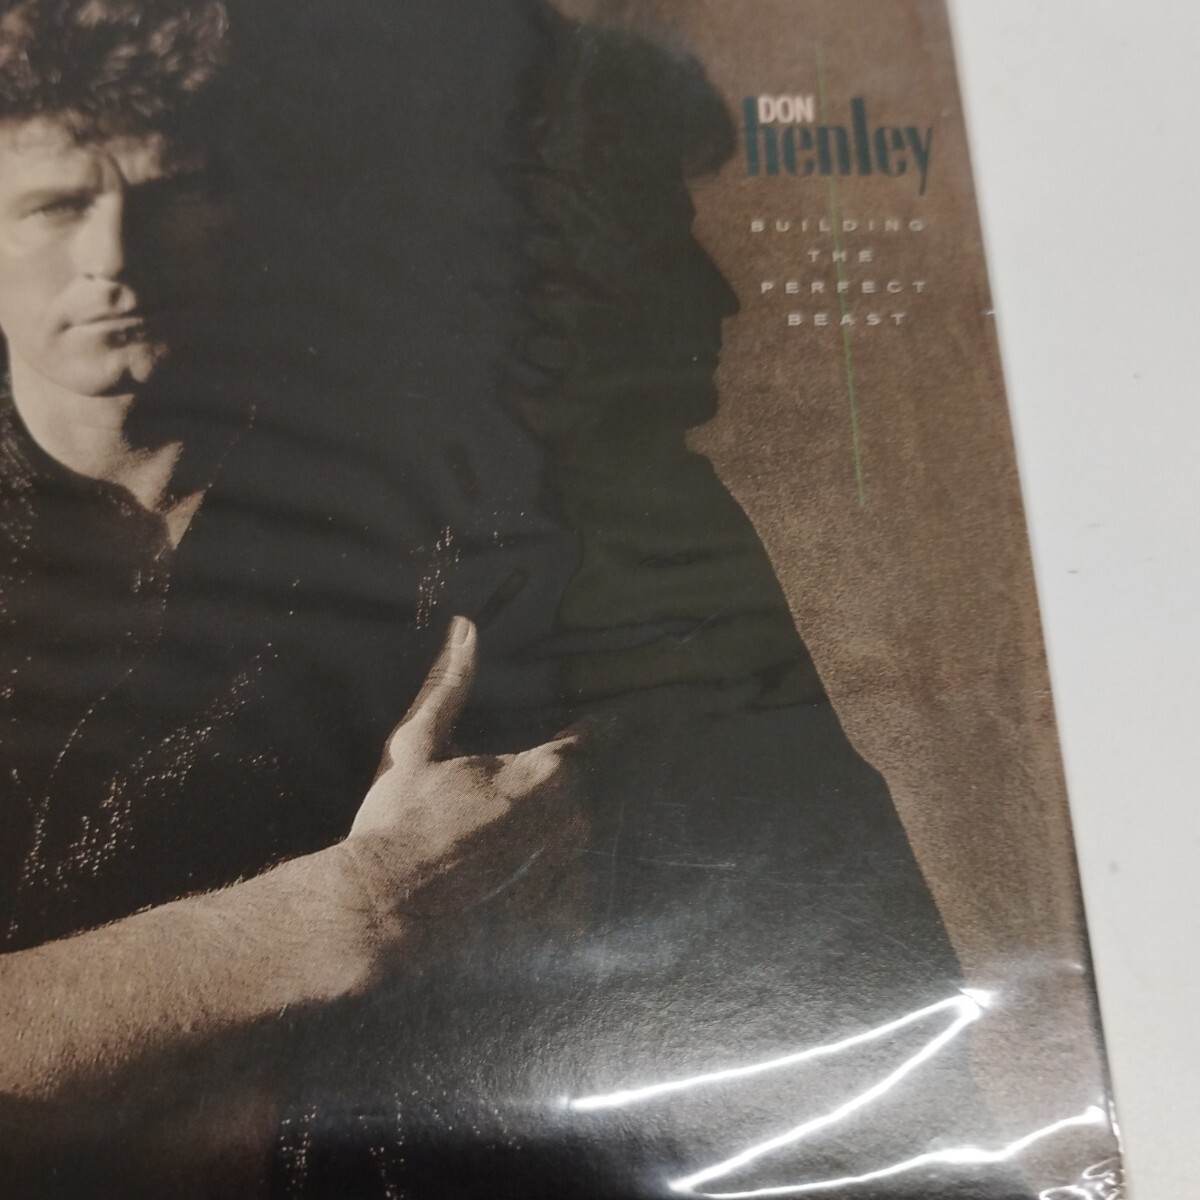 DON
henley
BUILDING
THE
PERFECT
BEAST